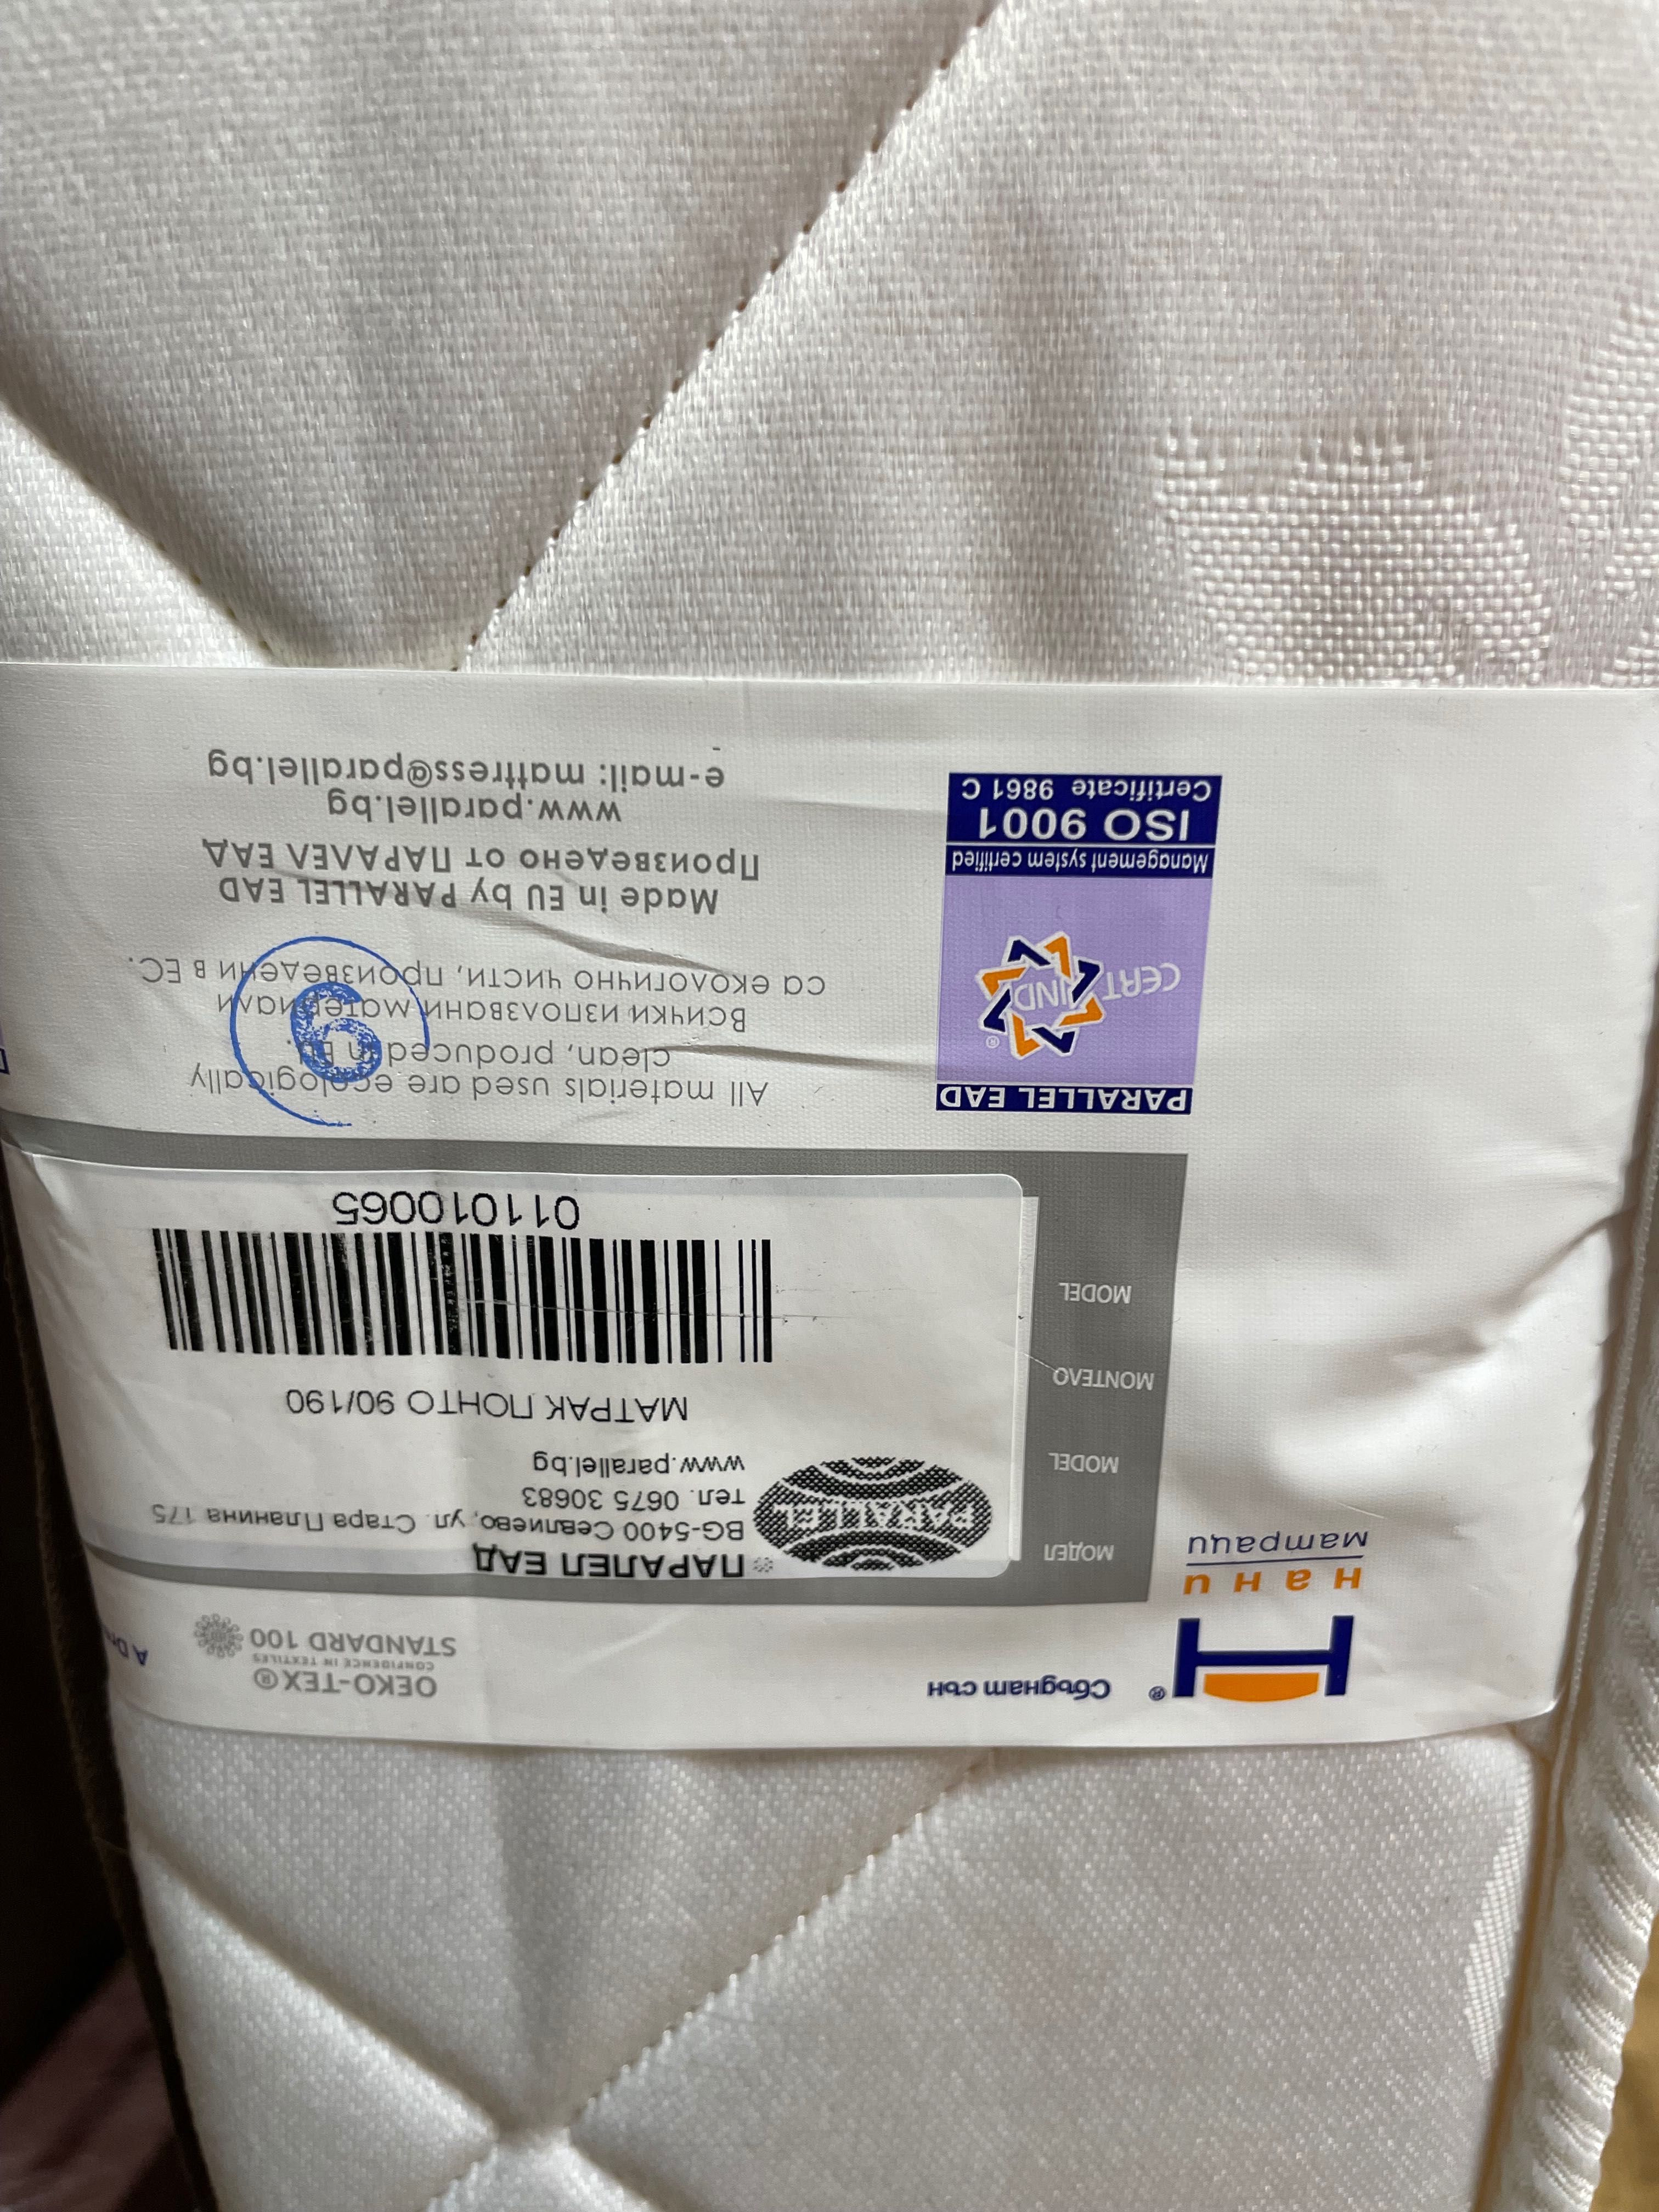 Сбъднат сън
®
нани
матраци
OEKO-TEX®
CONFIDENCE IN TEXTILES
STANDARD 100
МОДЕЛ
MODEL
ΜΟΝΤΕΛΟ
MODEL
PARALLEL
ПАРАЛЕЛ ЕАД
BG-5400 Севлиево, ул. Стара Планина 175
тел. 0675 30683
www.parallel.bg
МАТРАК ПОНТО 90/190
011010065
PARALLEL EAD
CERTIND
®
Management system certified
ISO 9001
Certificate 9861 C
All materials used are ecologically
clean, produced in EU.
Всички използвани материали
са екологично чисти, произведени в ЕС.
6
Made in EU by PARALLEL EAD
Произведено от ПАРАЛЕЛ ЕАД
www.parallel.bg
e-mail: mattress@parallel.bg